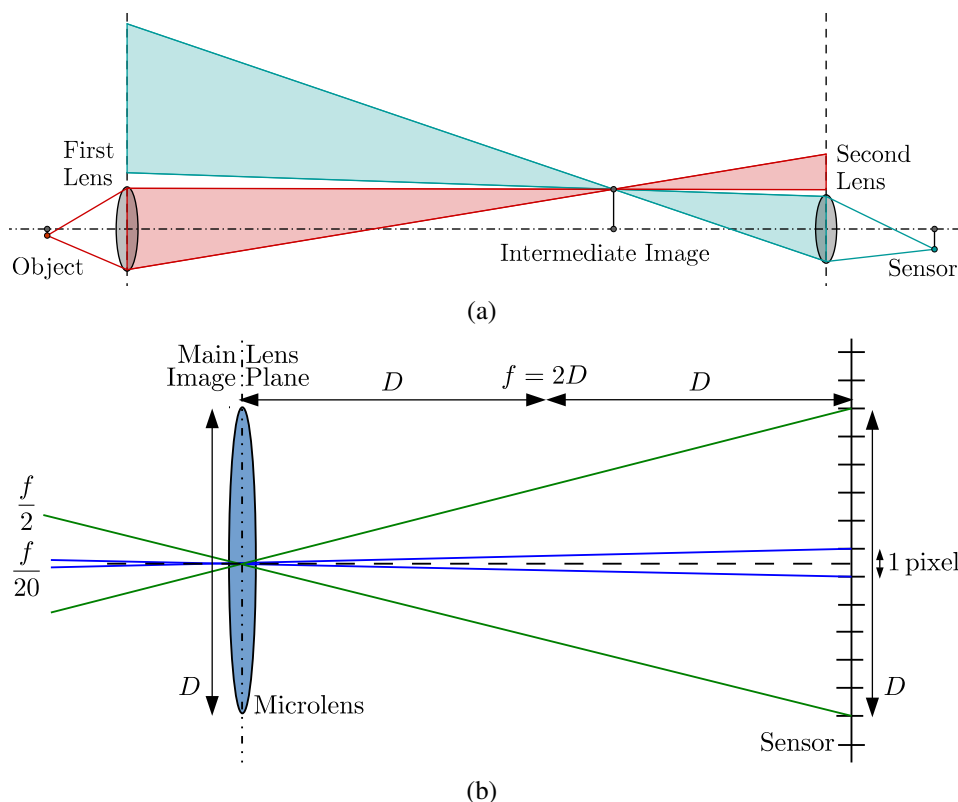 First
Lens
Second
Lens
Object
Intermediate Image
Sensor
(a)
Main Lens
Image Plane
D
f = 2D
D
f/2
f/20
1 pixel
D
D
Microlens
Sensor
(b)